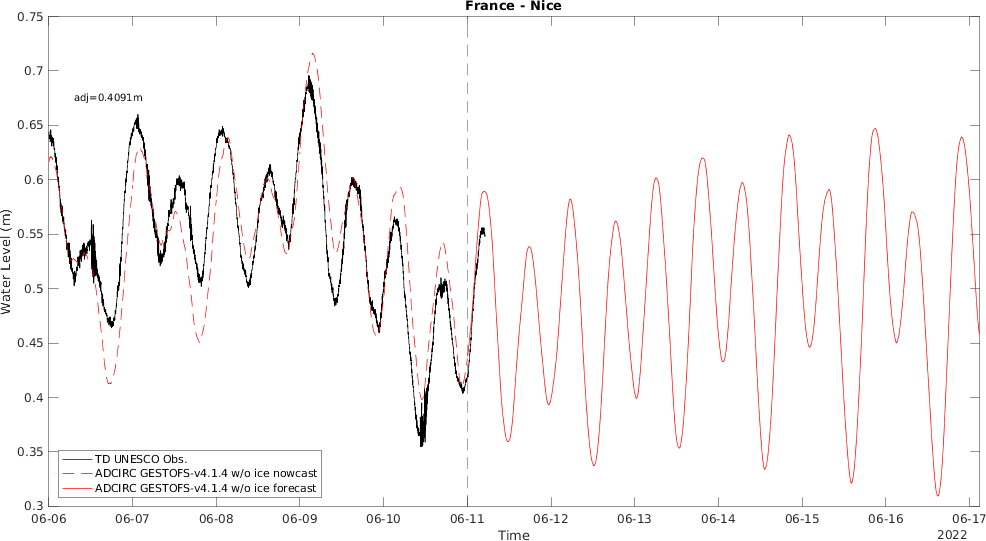 France - Nice
0.75
0.7
adj=0.4091m
0.65
0.6
0.55
Water Level (m)
0.5
0.45
0.4
0.35
TD UNESCO Obs.
ADCIRC GESTOFS-v4.1.4 w/o ice nowcast
ADCIRC GESTOFS-v4.1.4 w/o ice forecast
0.3
06-06 06-07 06-08 06-09 06-10 06-11 06-12 06-13 06-14 06-15 06-16 06-17
Time
2022